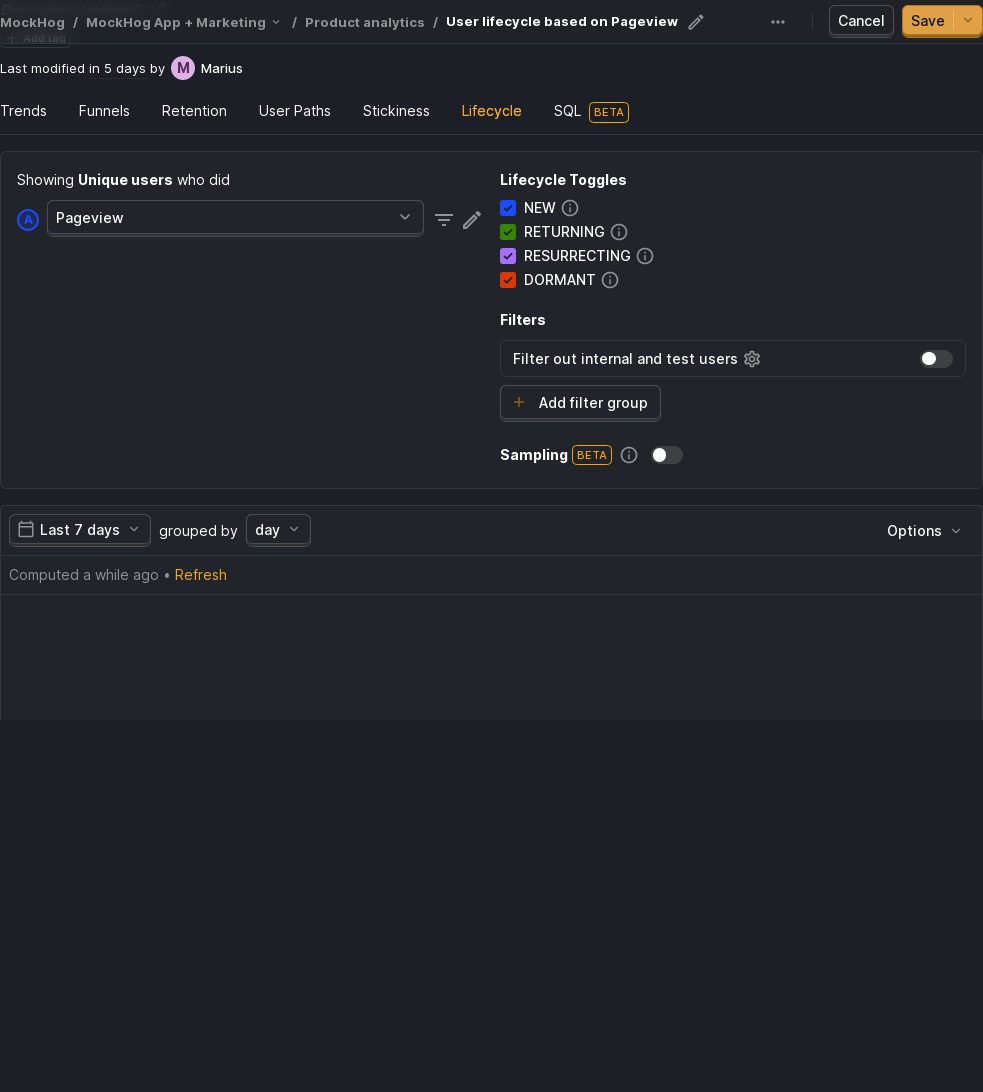 MockHog / MockHog App + Marketing / Product analytics / User lifecycle based on Pageview
Cancel
Save
Add tag
Last modified in 5 days by M Marius
Trends Funnels Retention User Paths Stickiness Lifecycle SQL BETA
Showing Unique users who did
A Pageview
Lifecycle Toggles
NEW
RETURNING
RESURRECTING
DORMANT
Filters
Filter out internal and test users
Add filter group
Sampling BETA
Last 7 days grouped by day
Options
Computed a while ago • Refresh